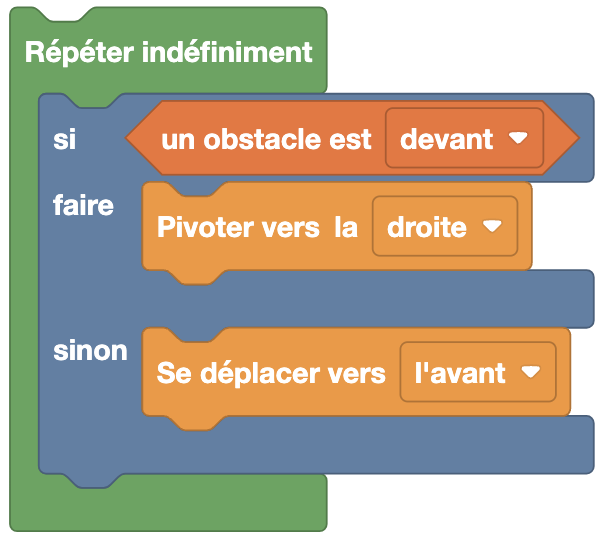 Répéter indéfiniment
si un obstacle est devant
faire Pivoter vers la droite
sinon Se déplacer vers l'avant